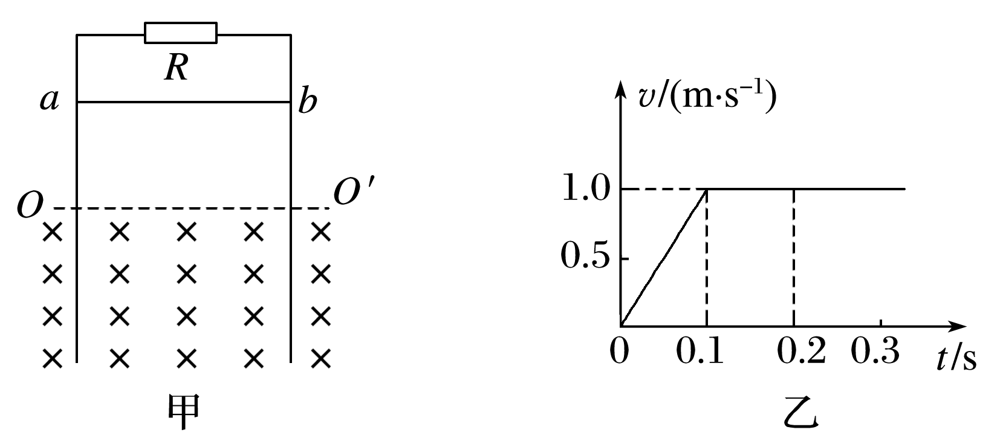 R
a
b
O
O′
甲
v/(m·s⁻¹)
1.0
0.5
0
0.1
0.2
0.3
t/s
乙